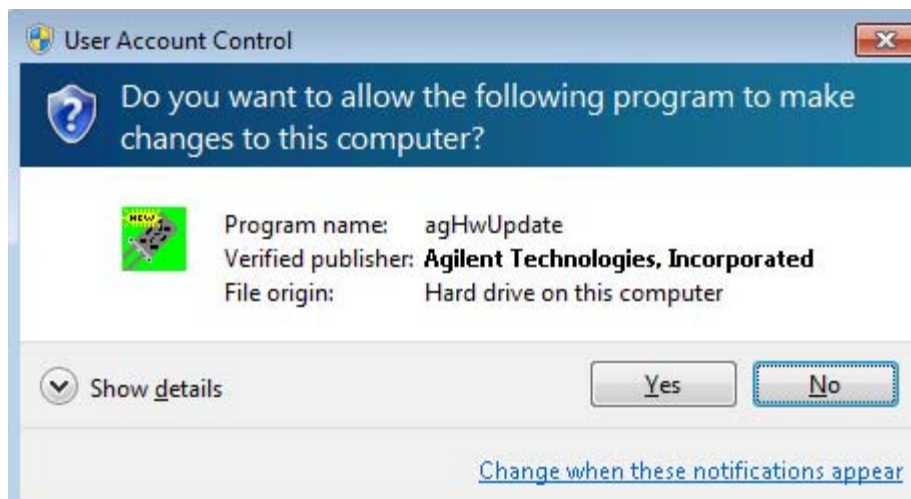 User Account Control
Do you want to allow the following program to make
changes to this computer?
NEW
Program name: agHwUpdate
Verified publisher: Agilent Technologies, Incorporated
File origin: Hard drive on this computer
Show details
Yes
No
Change when these notifications appear